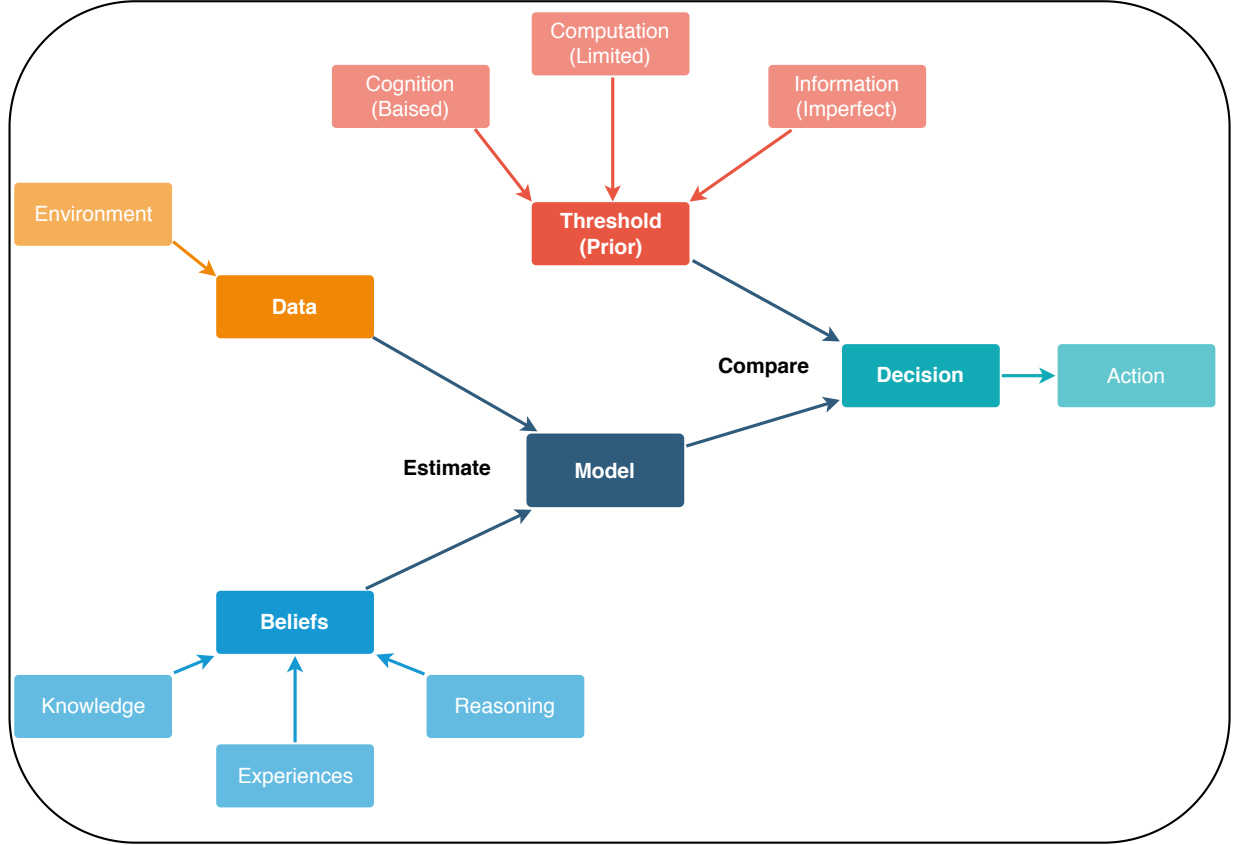 Computation
(Limited)
Cognition
(Baised)
Information
(Imperfect)
Environment
Threshold
(Prior)
Data
Compare
Decision
Action
Estimate
Model
Beliefs
Knowledge
Reasoning
Experiences